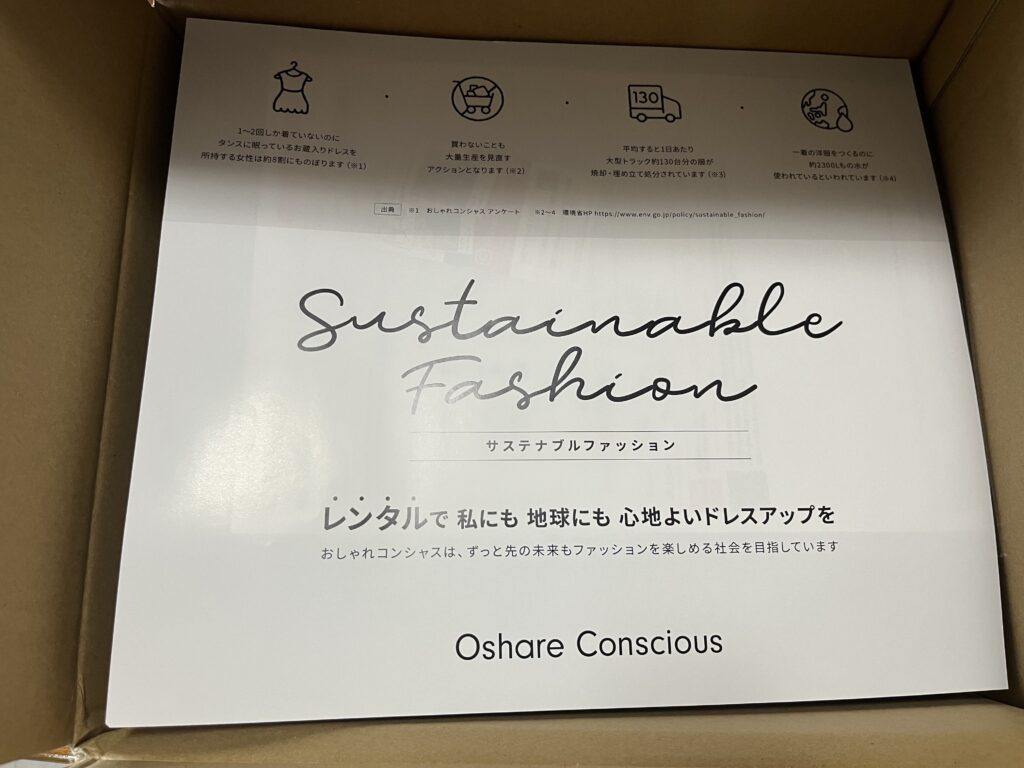 1〜2回しか着ていないのに
タンスに眠っているお蔵入りドレスを
所持する女性は約8割にものぼります(※1)
買わないことも
大量生産を見直す
アクションとなります(※2)
130
平均すると1日あたり
大型トラック約130台分の服が
焼却・埋め立て処分されています(※3)
一着の洋服をつくるのに
約2300Lもの水が
使われているといわれています(※4)
出典 ※1 おしゃれコンシャス アンケート ※2〜4 環境省HP https://www.env.go.jp/policy/sustainable_fashion/
Sustainable
Fashion
サステナブルファッション
レンタルで 私にも 地球にも 心地よいドレスアップを
おしゃれコンシャスは、ずっと先の未来もファッションを楽しめる社会を目指しています
Oshare Conscious